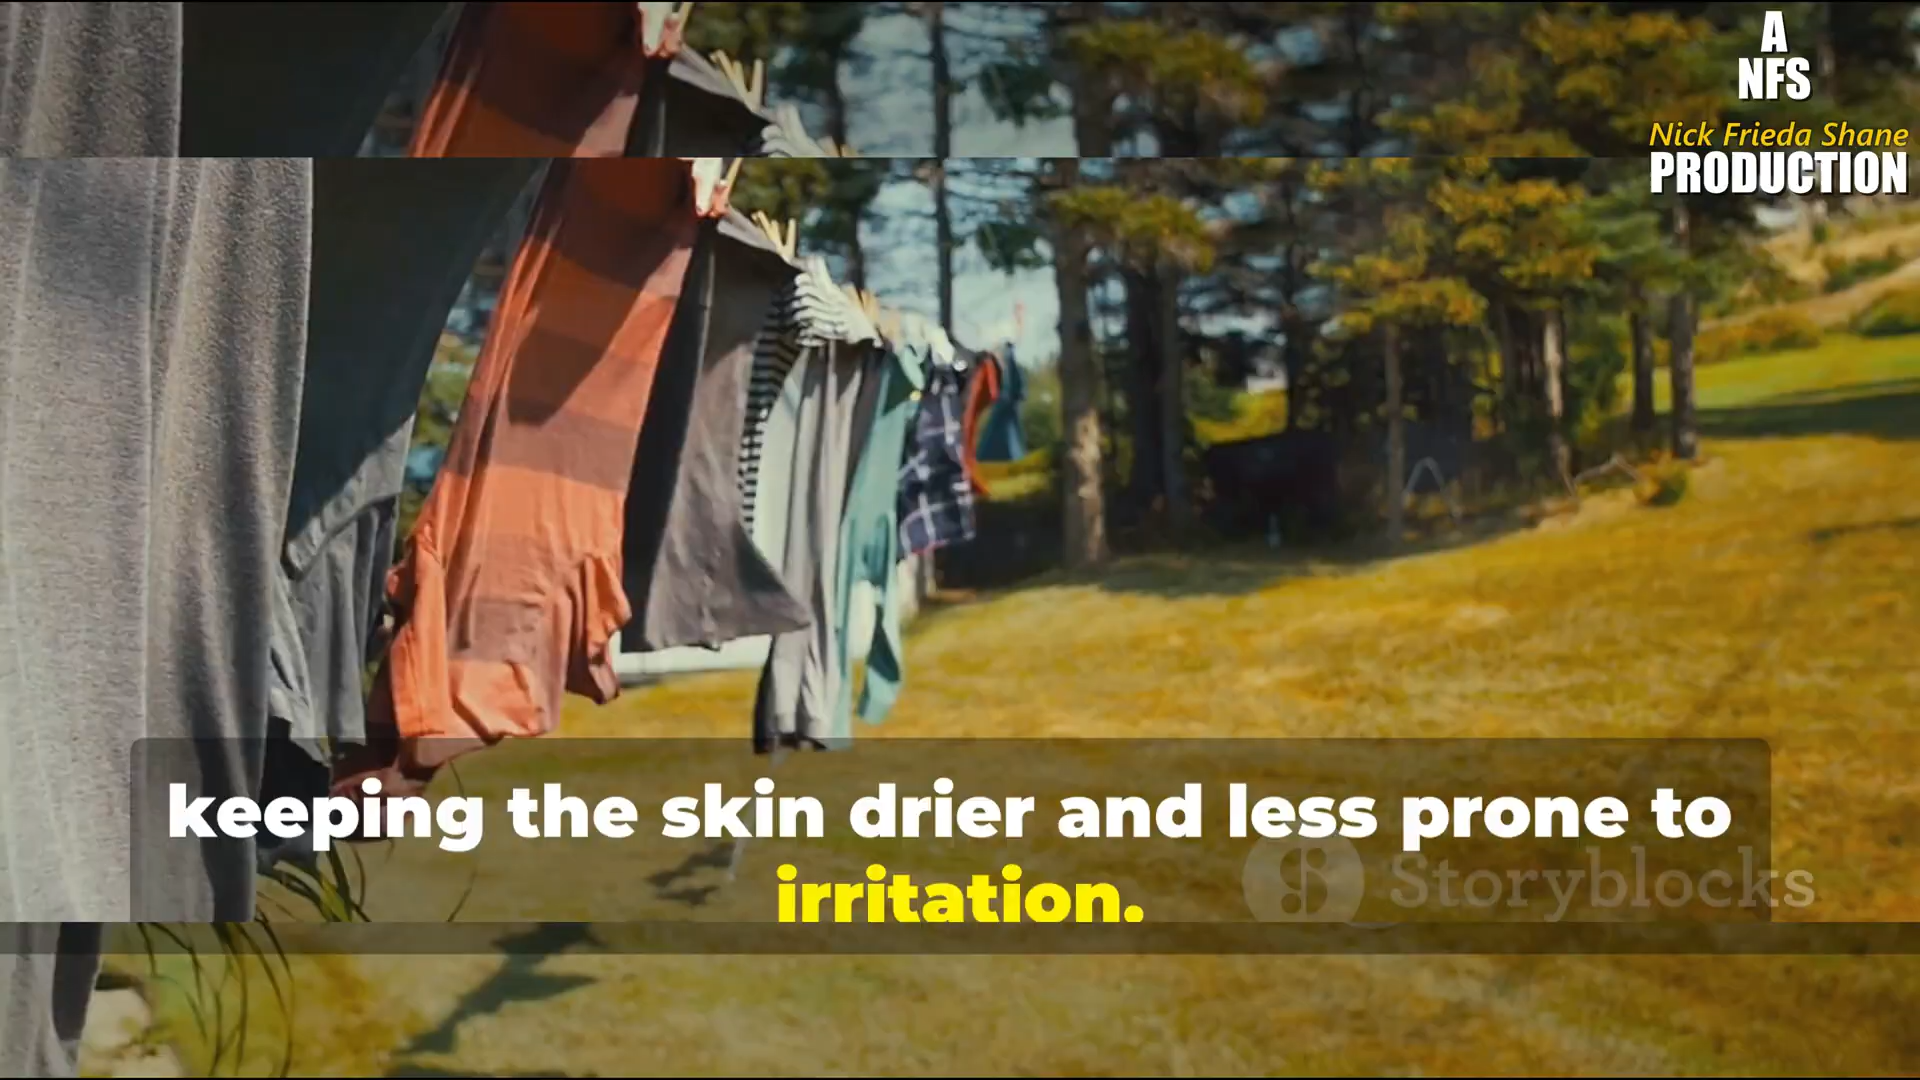 A
NFS
Nick Frieda Shane
PRODUCTION
keeping the skin drier and less prone to
irritation.
Storyblocks